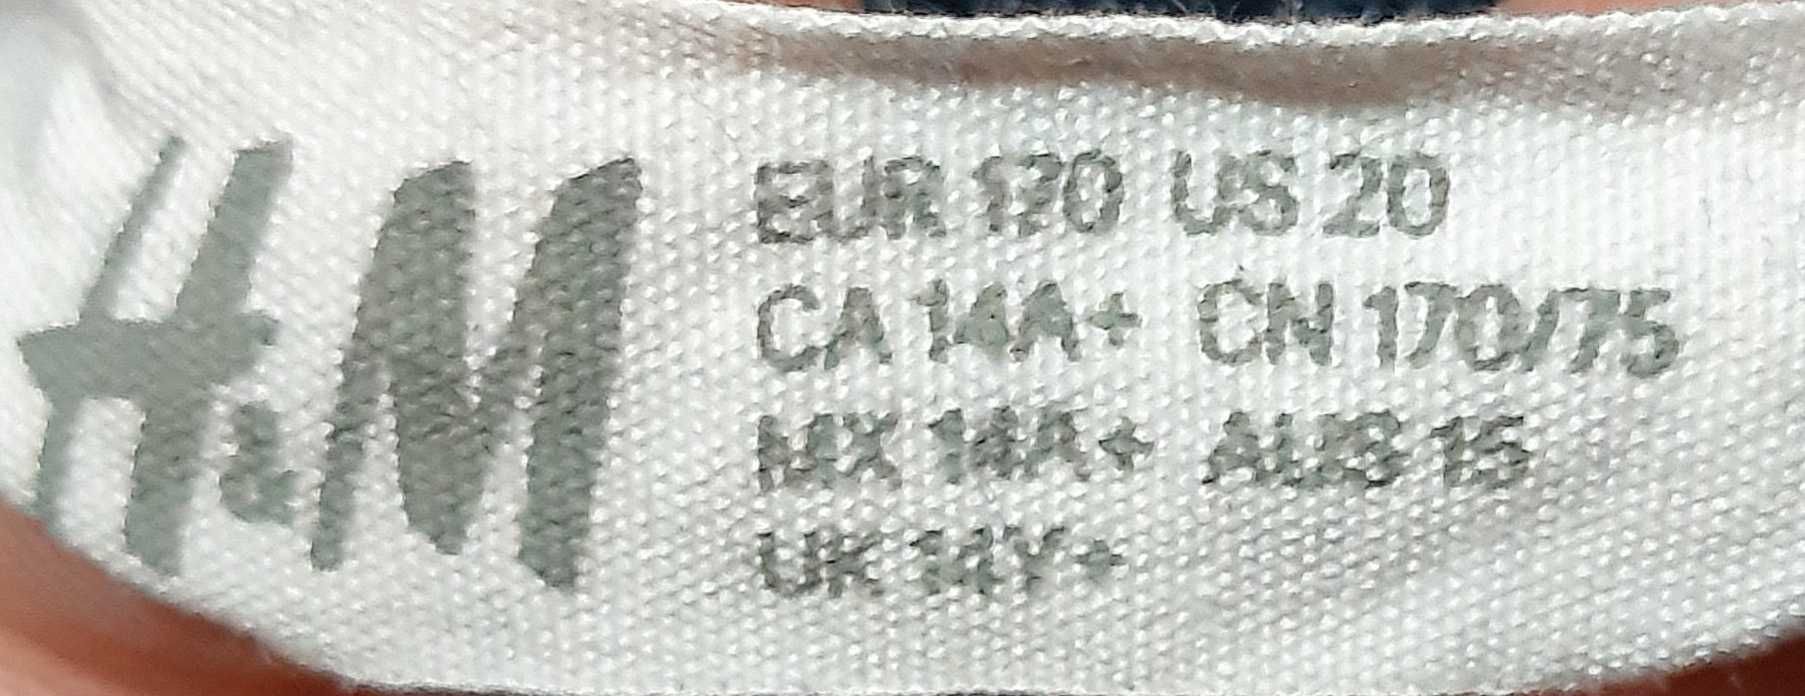 H&M
EUR 170 US 20
CA 14A+ CN 170/75
MX 14A+ AUS 15
UK 14Y+